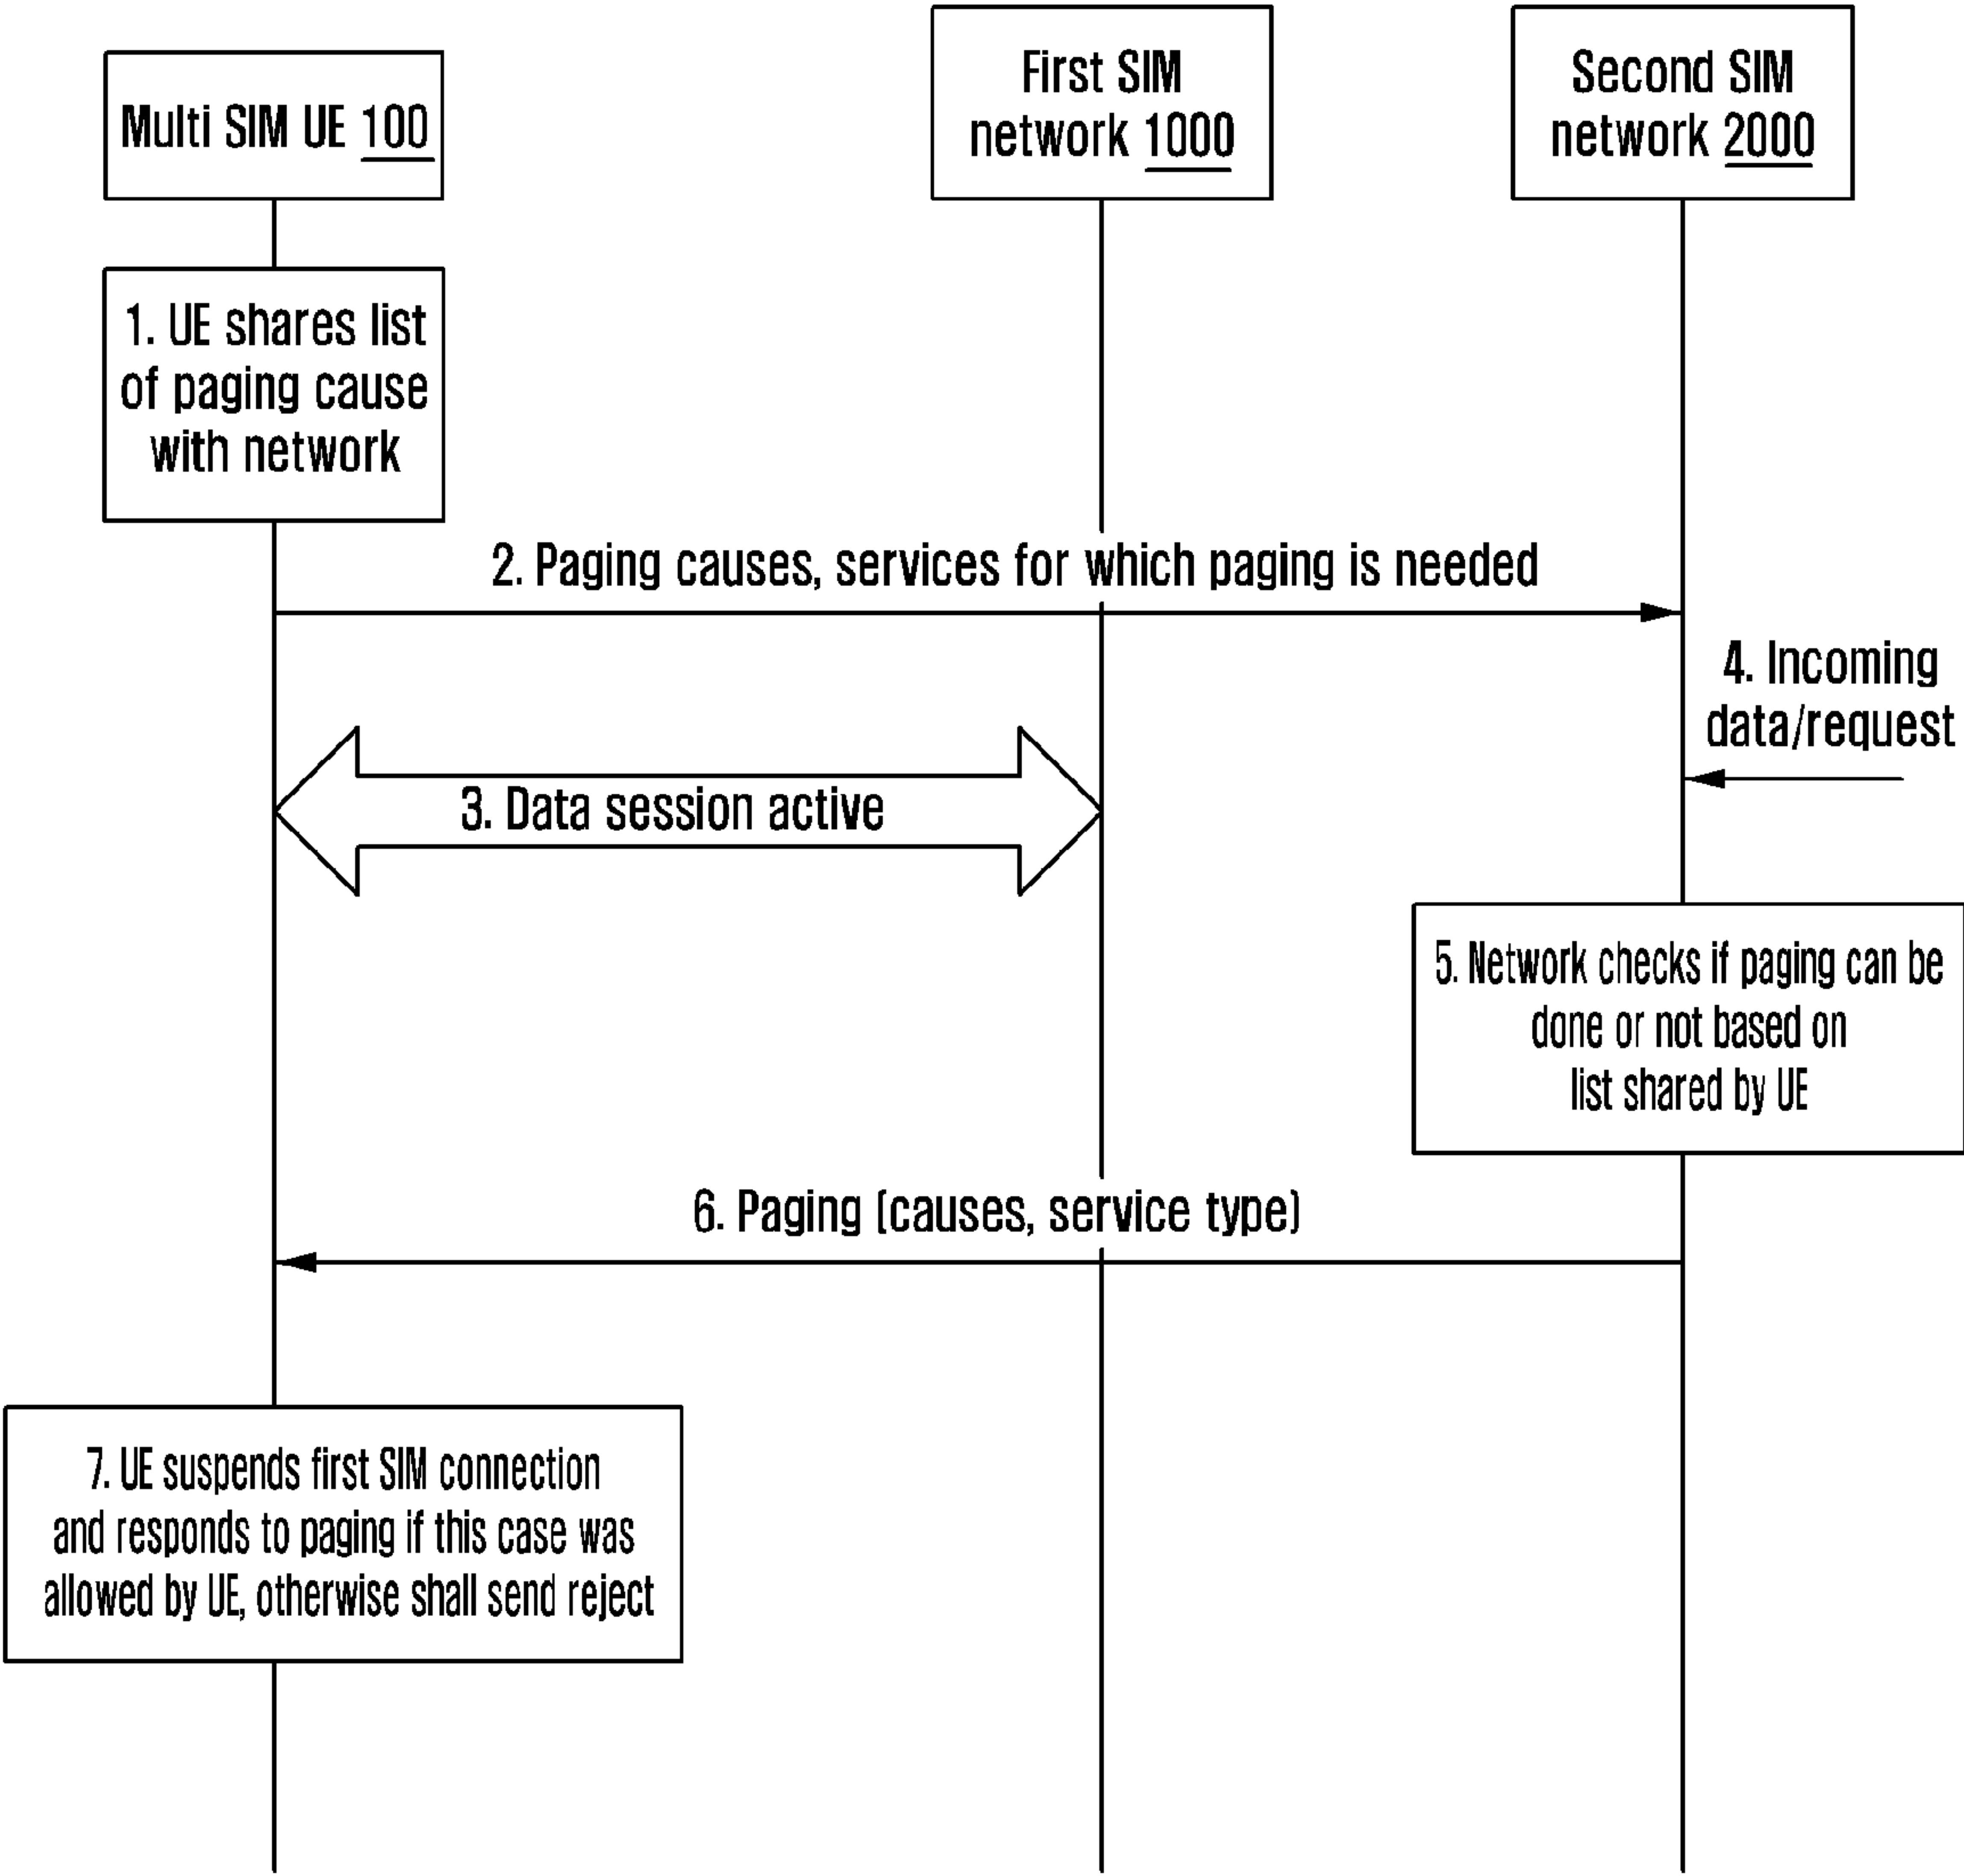 Multi SIM UE 100
First SIM
network 1000
Second SIM
network 2000
1. UE shares list
of paging cause
with network
2. Paging causes, services for which paging is needed
4. Incoming
data/request
3. Data session active
5. Network checks if paging can be
done or not based on
list shared by UE
6. Paging (causes, service type)
7. UE suspends first SIM connection
and responds to paging if this case was
allowed by UE, otherwise shall send reject